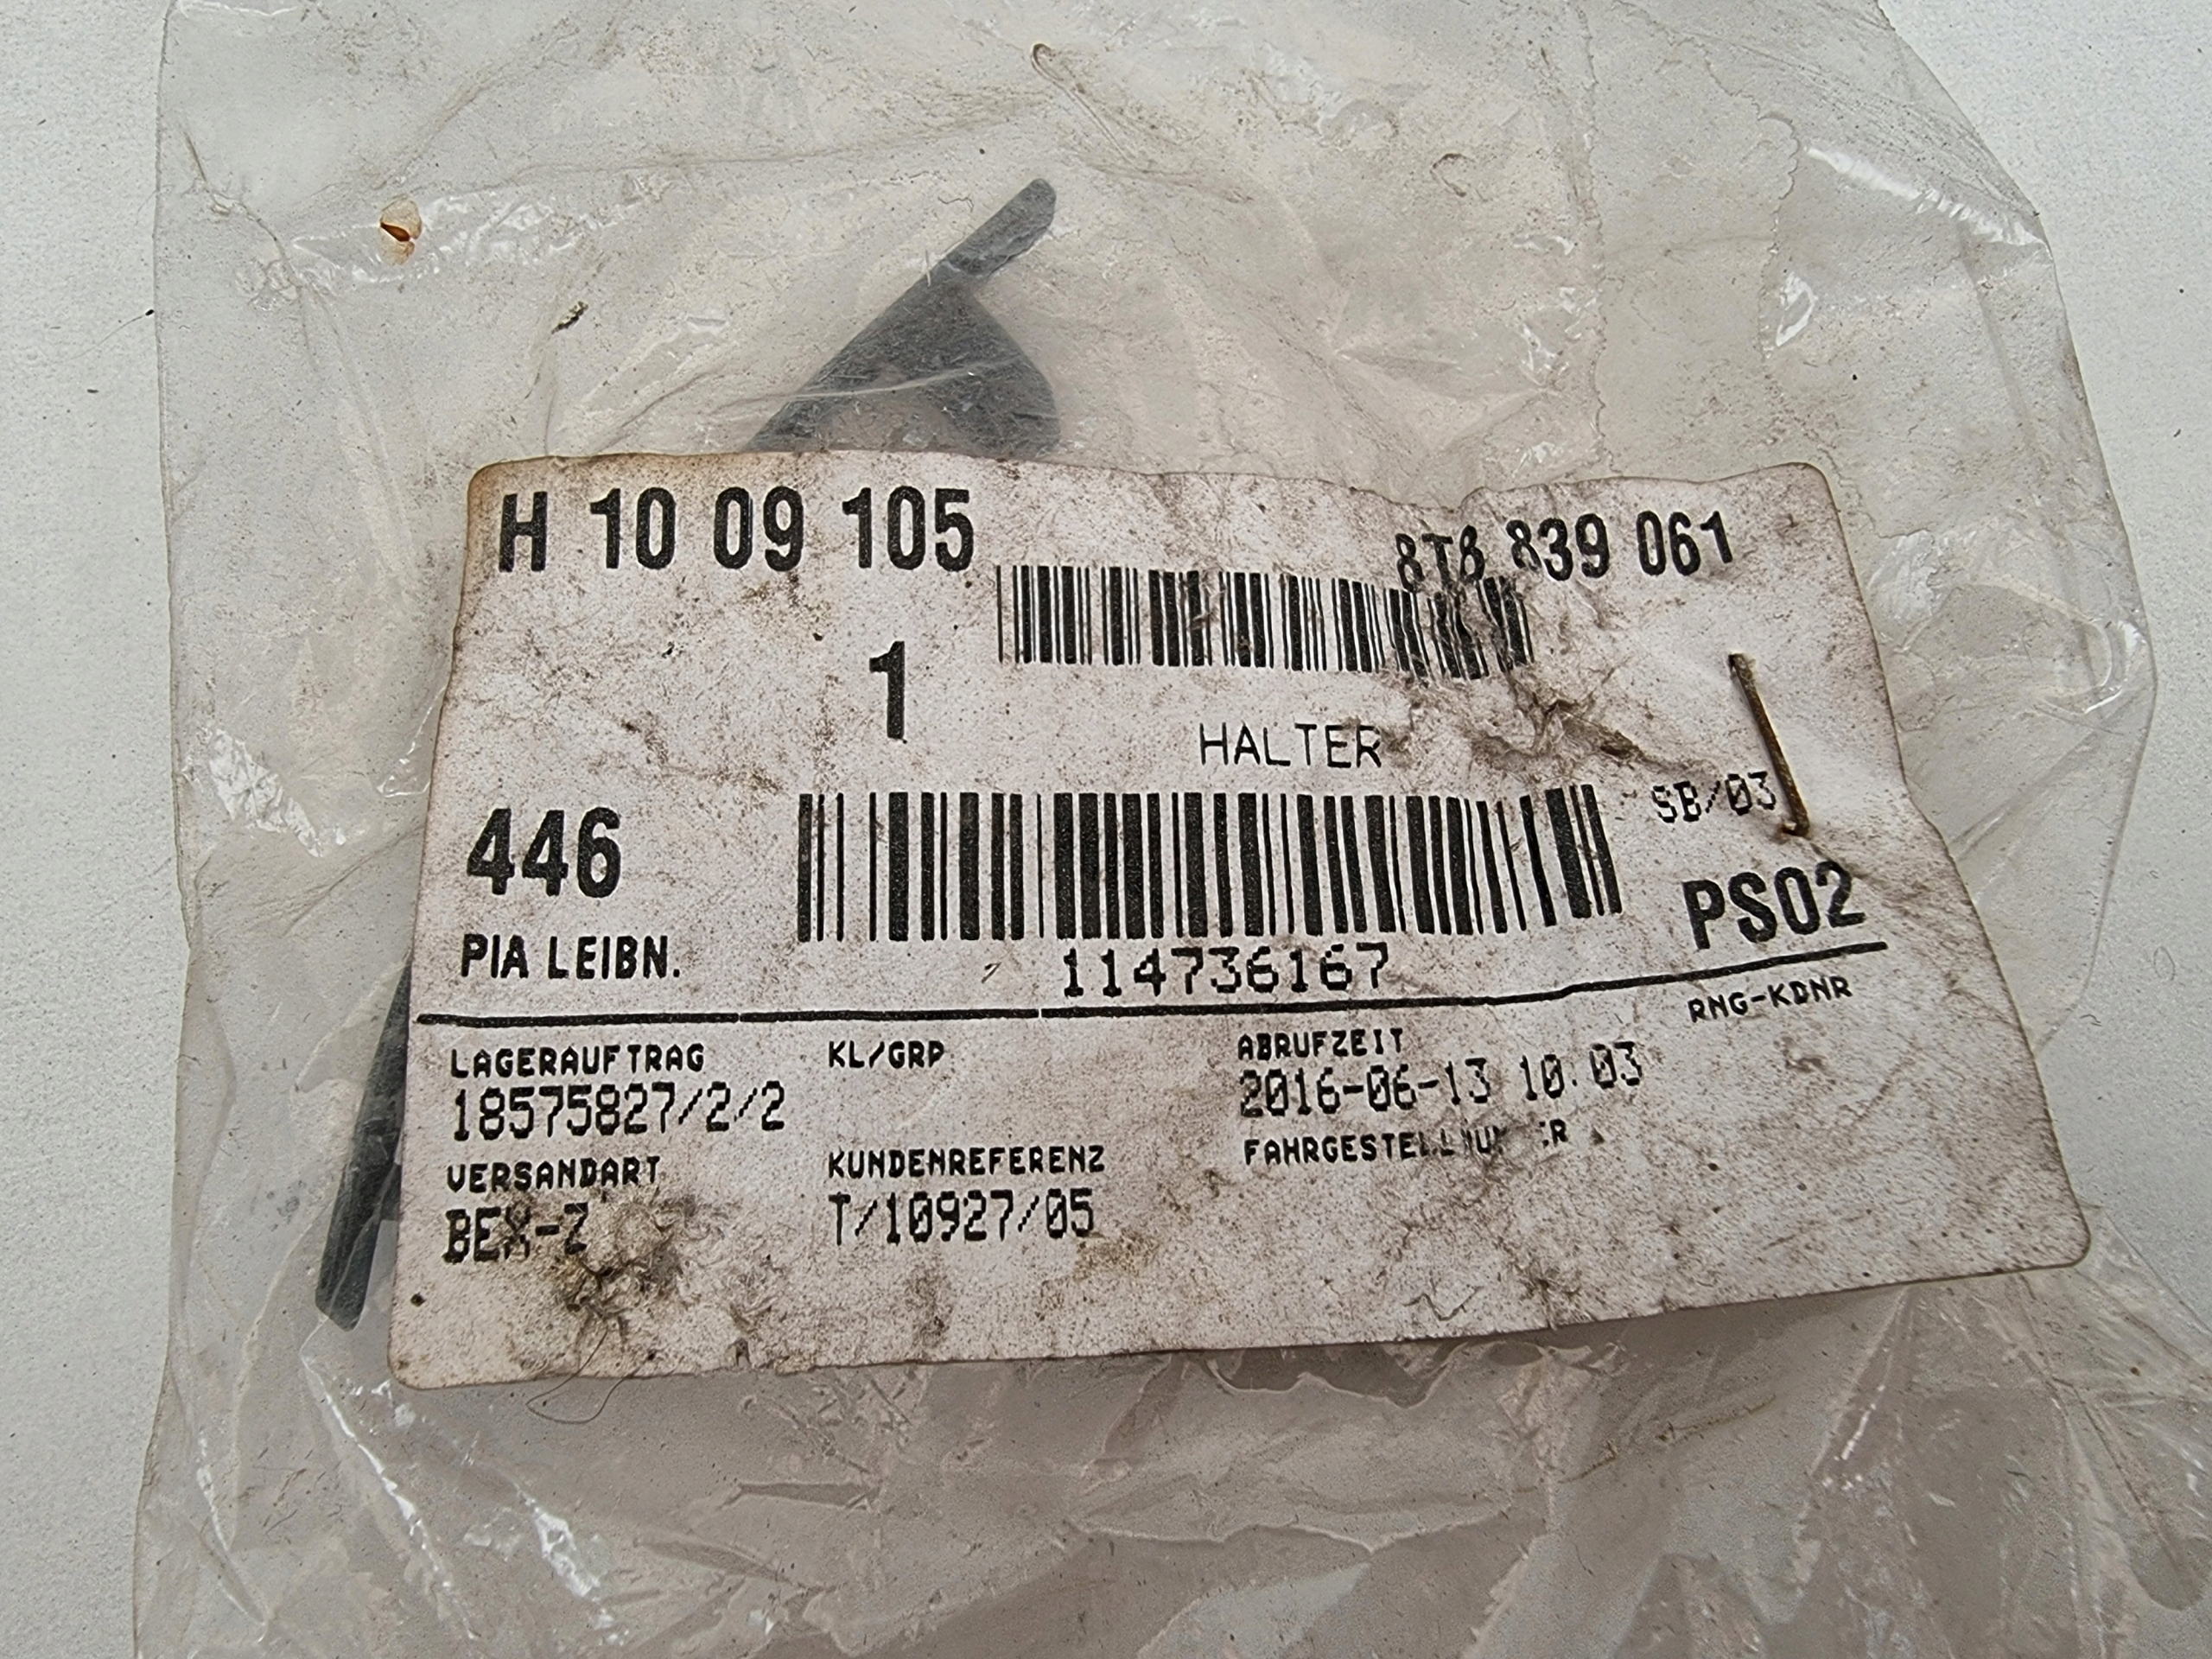 H 10 09 105
8T8 839 061
1
HALTER
446
SB/03
PS02
PIA LEIBN.
114736167
RNG-KDNR
LAGERAUFTRAG
KL/GRP
ABRUFZEIT
18575827/2/2
2016-06-13 10.03
VERSANDART
KUNDENREFERENZ
BEX-Z
T/10927/05